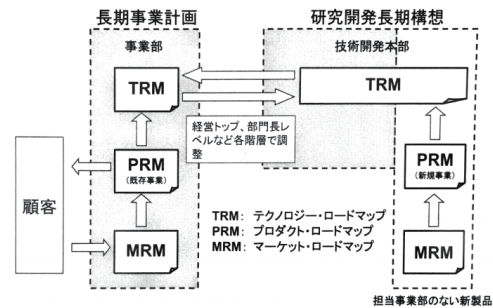 長期事業計画
研究開発長期構想
事業部
技術開発本部
TRM
TRM
経営トップ、部門長レ
ベルなど各階層で調
整
PRM
(既存事業)
PRM
(新規事業)
顧客
TRM: テクノロジー・ロードマップ
PRM: プロダクト・ロードマップ
MRM: マーケット・ロードマップ
MRM
MRM
担当事業部のない新製品